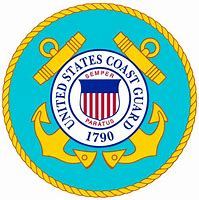 UNITED STATES COAST GUARD
SEMPER
PARATUS
1790